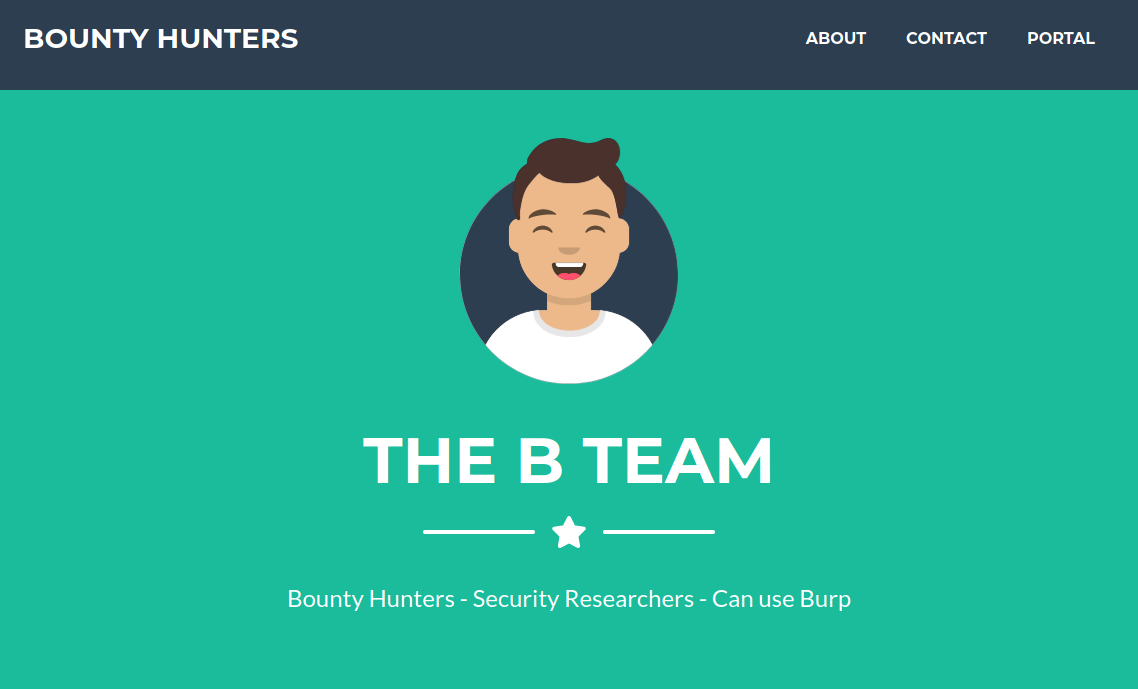 BOUNTY HUNTERS
ABOUT CONTACT PORTAL
THE B TEAM
Bounty Hunters - Security Researchers - Can use Burp